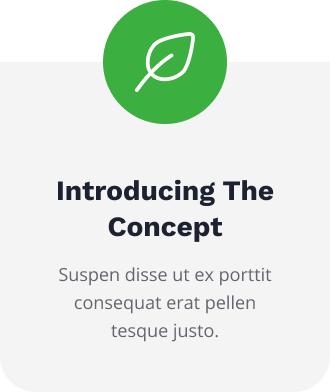 Introducing The
Concept
Suspen disse ut ex porttit
consequat erat pellen
tesque justo.